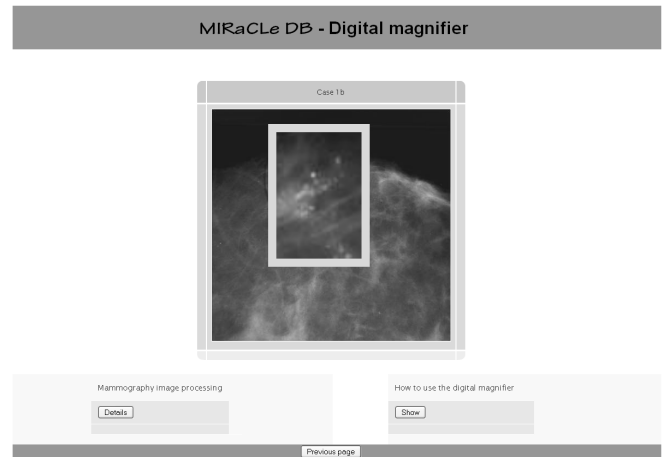 MIRaCLe DB - Digital magnifier
Case 1b
Mammography image processing
How to use the digital magnifier
Details
Show
Previous page